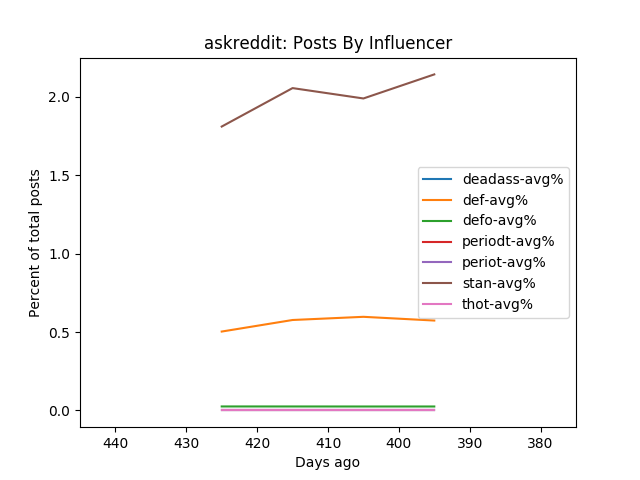 askreddit: Posts By Influencer
Percent of total posts
2.0
1.5
1.0
0.5
0.0
deadass-avg%
def-avg%
defo-avg%
periodt-avg%
periot-avg%
stan-avg%
thot-avg%
440 430 420 410 400 390 380
Days ago